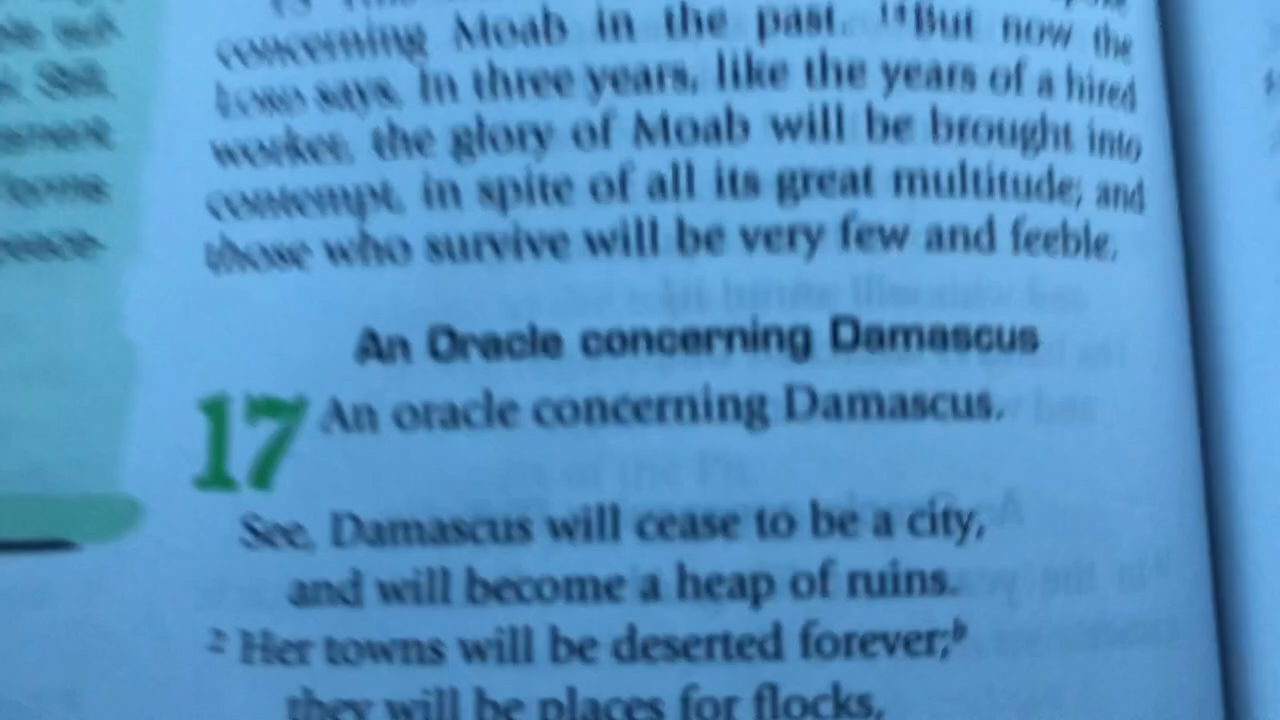 concerning Moab in the past. 14 But now the
LORD says, In three years, like the years of a hired
worker, the glory of Moab will be brought into
contempt, in spite of all its great multitude; and
those who survive will be very few and feeble.
An Oracle concerning Damascus
17 An oracle concerning Damascus.
See, Damascus will cease to be a city,
and will become a heap of ruins.
2 Her towns will be deserted forever;b
they will be places for flocks,